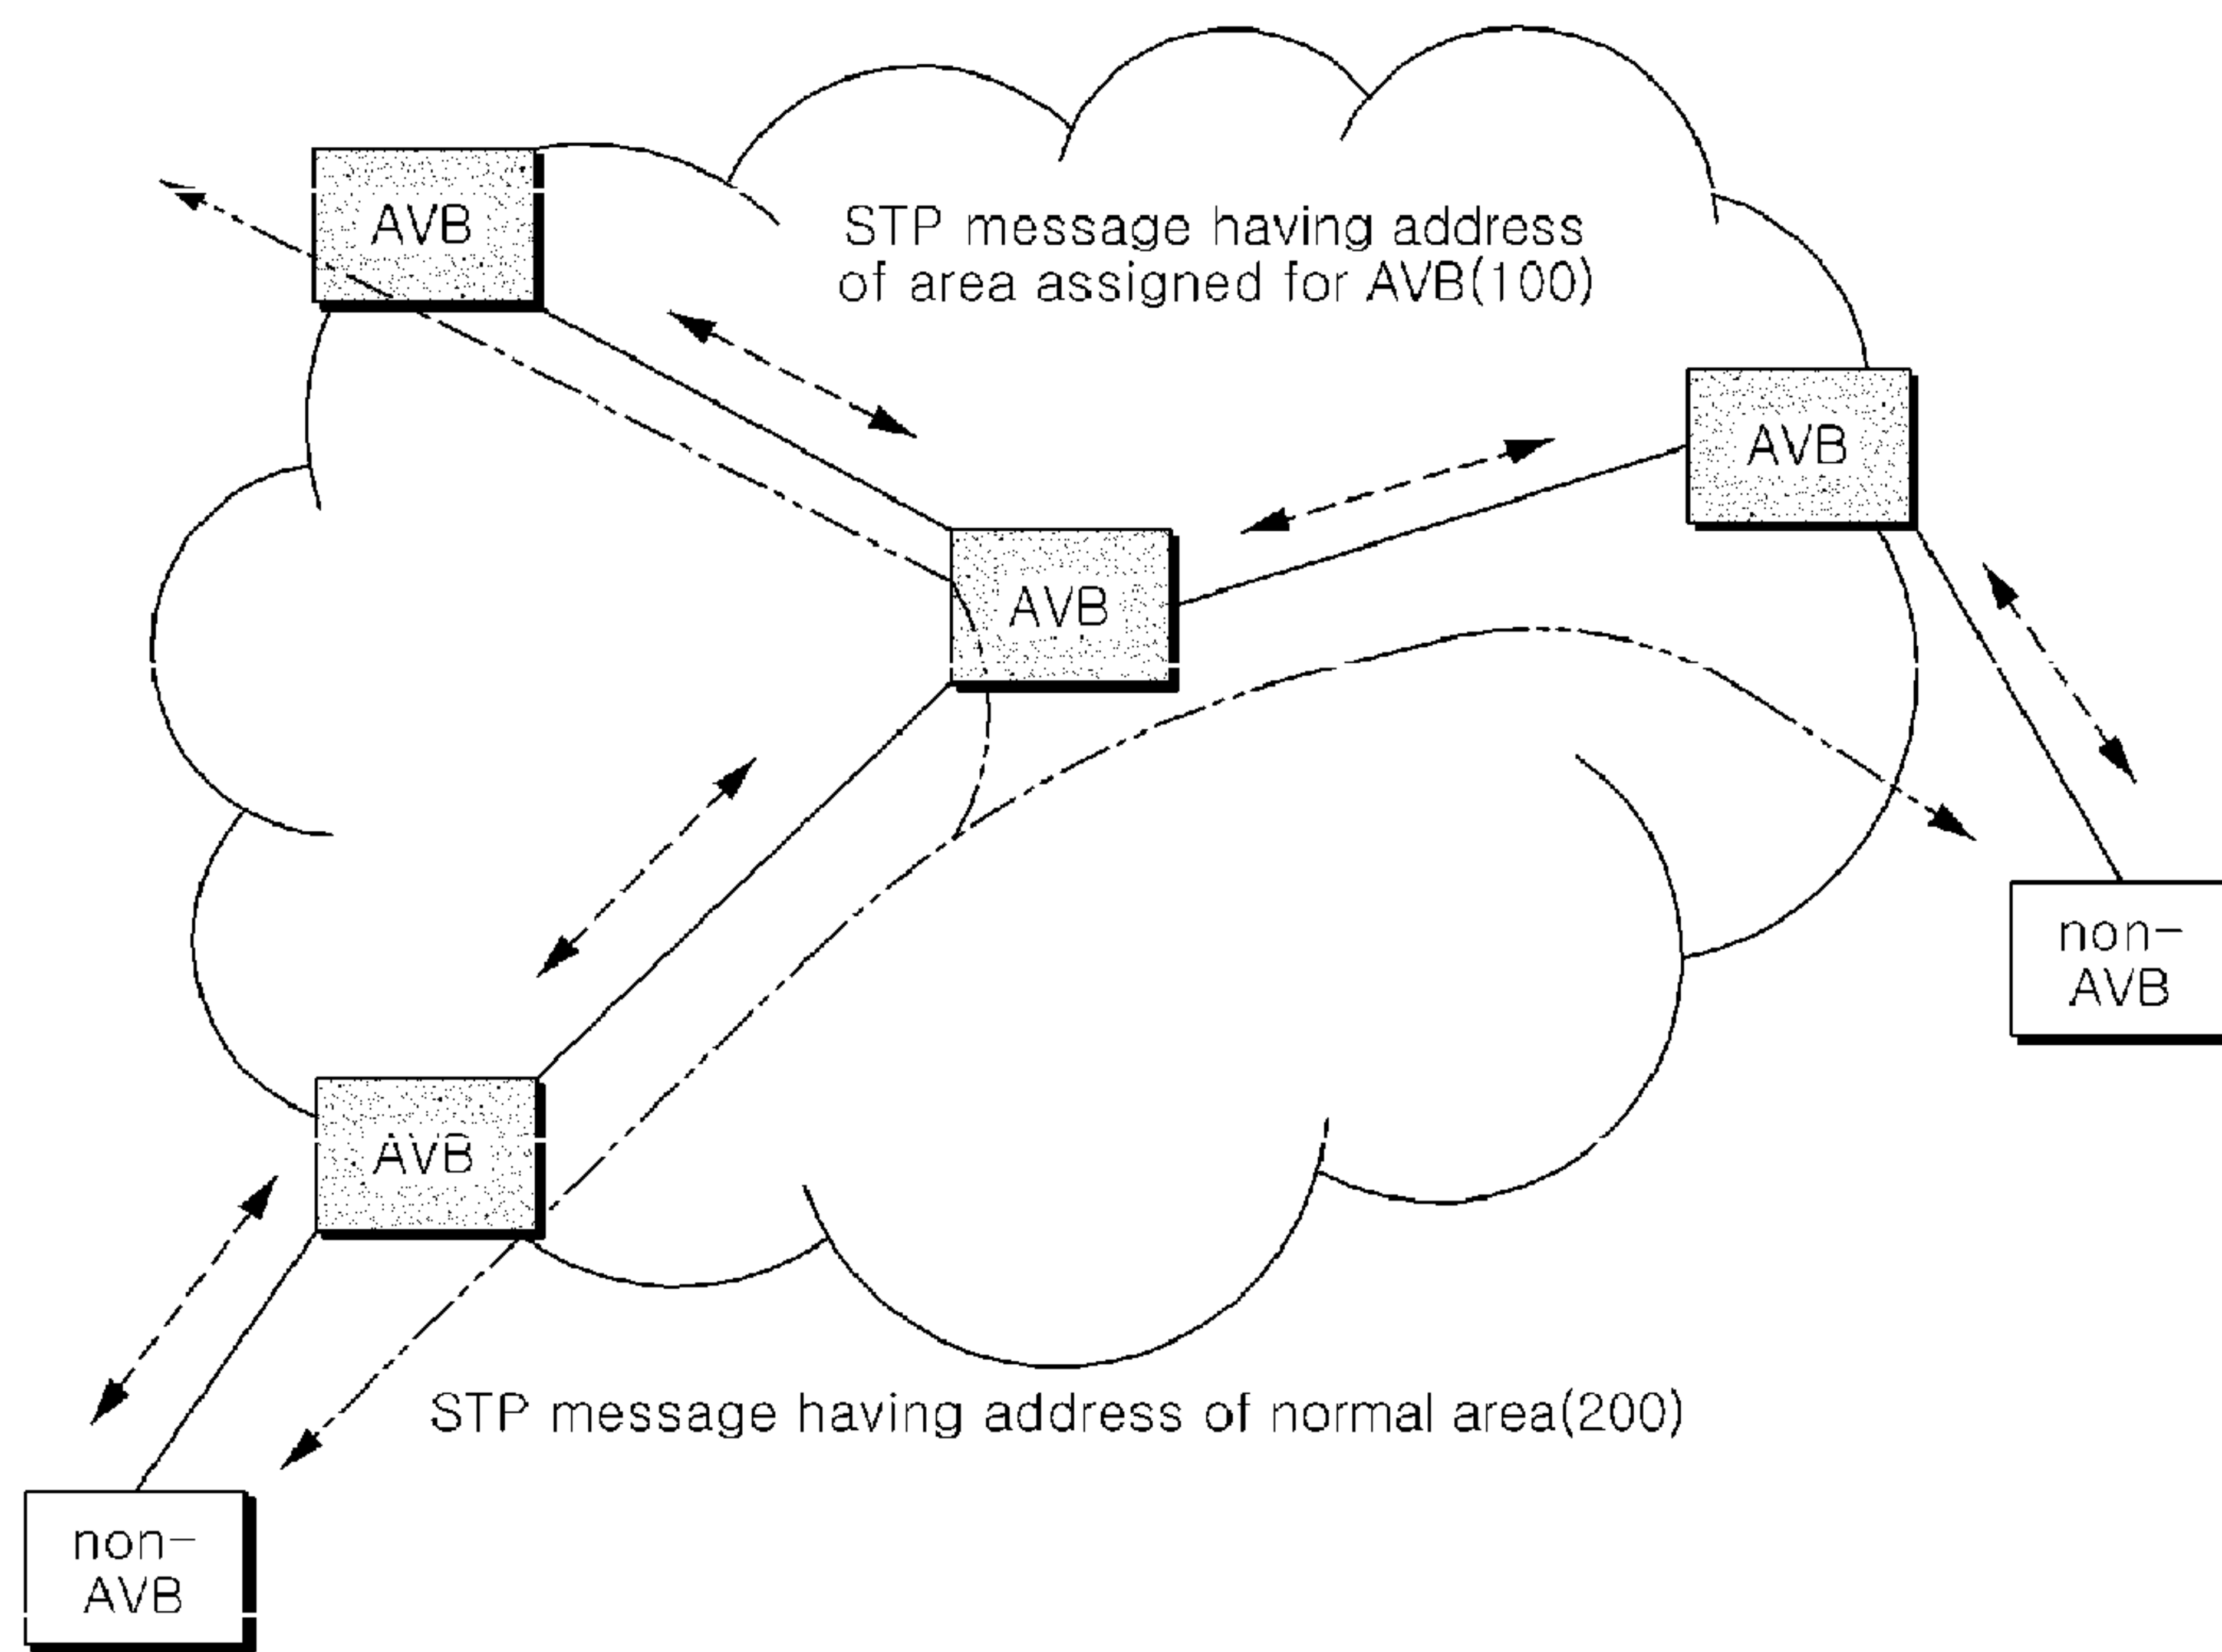 AVB
STP message having address
of area assigned for AVB(100)
AVB
AVB
non-
AVB
AVB
STP message having address of normal area(200)
non-
AVB